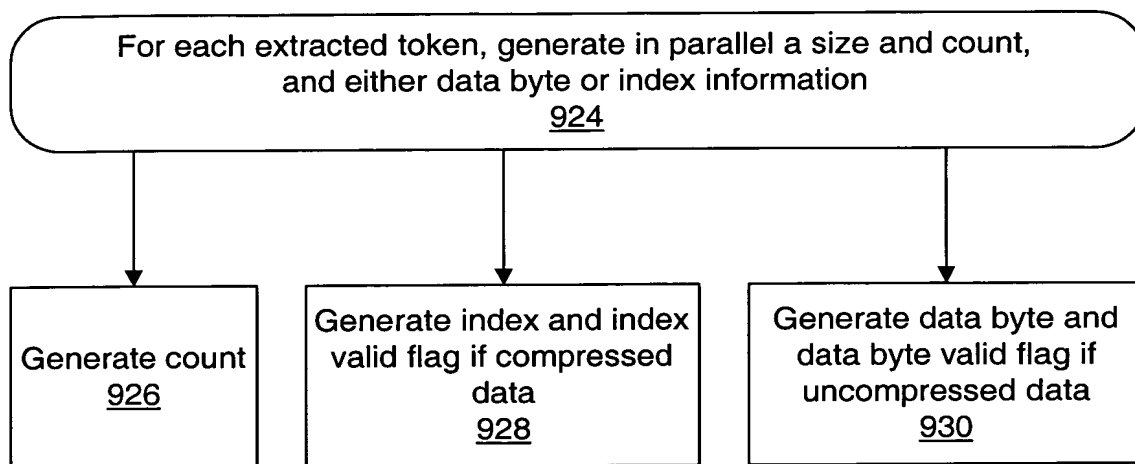 For each extracted token, generate in parallel a size and count,
and either data byte or index information
924
Generate count
926
Generate index and index
valid flag if compressed
data
928
Generate data byte and
data byte valid flag if
uncompressed data
930